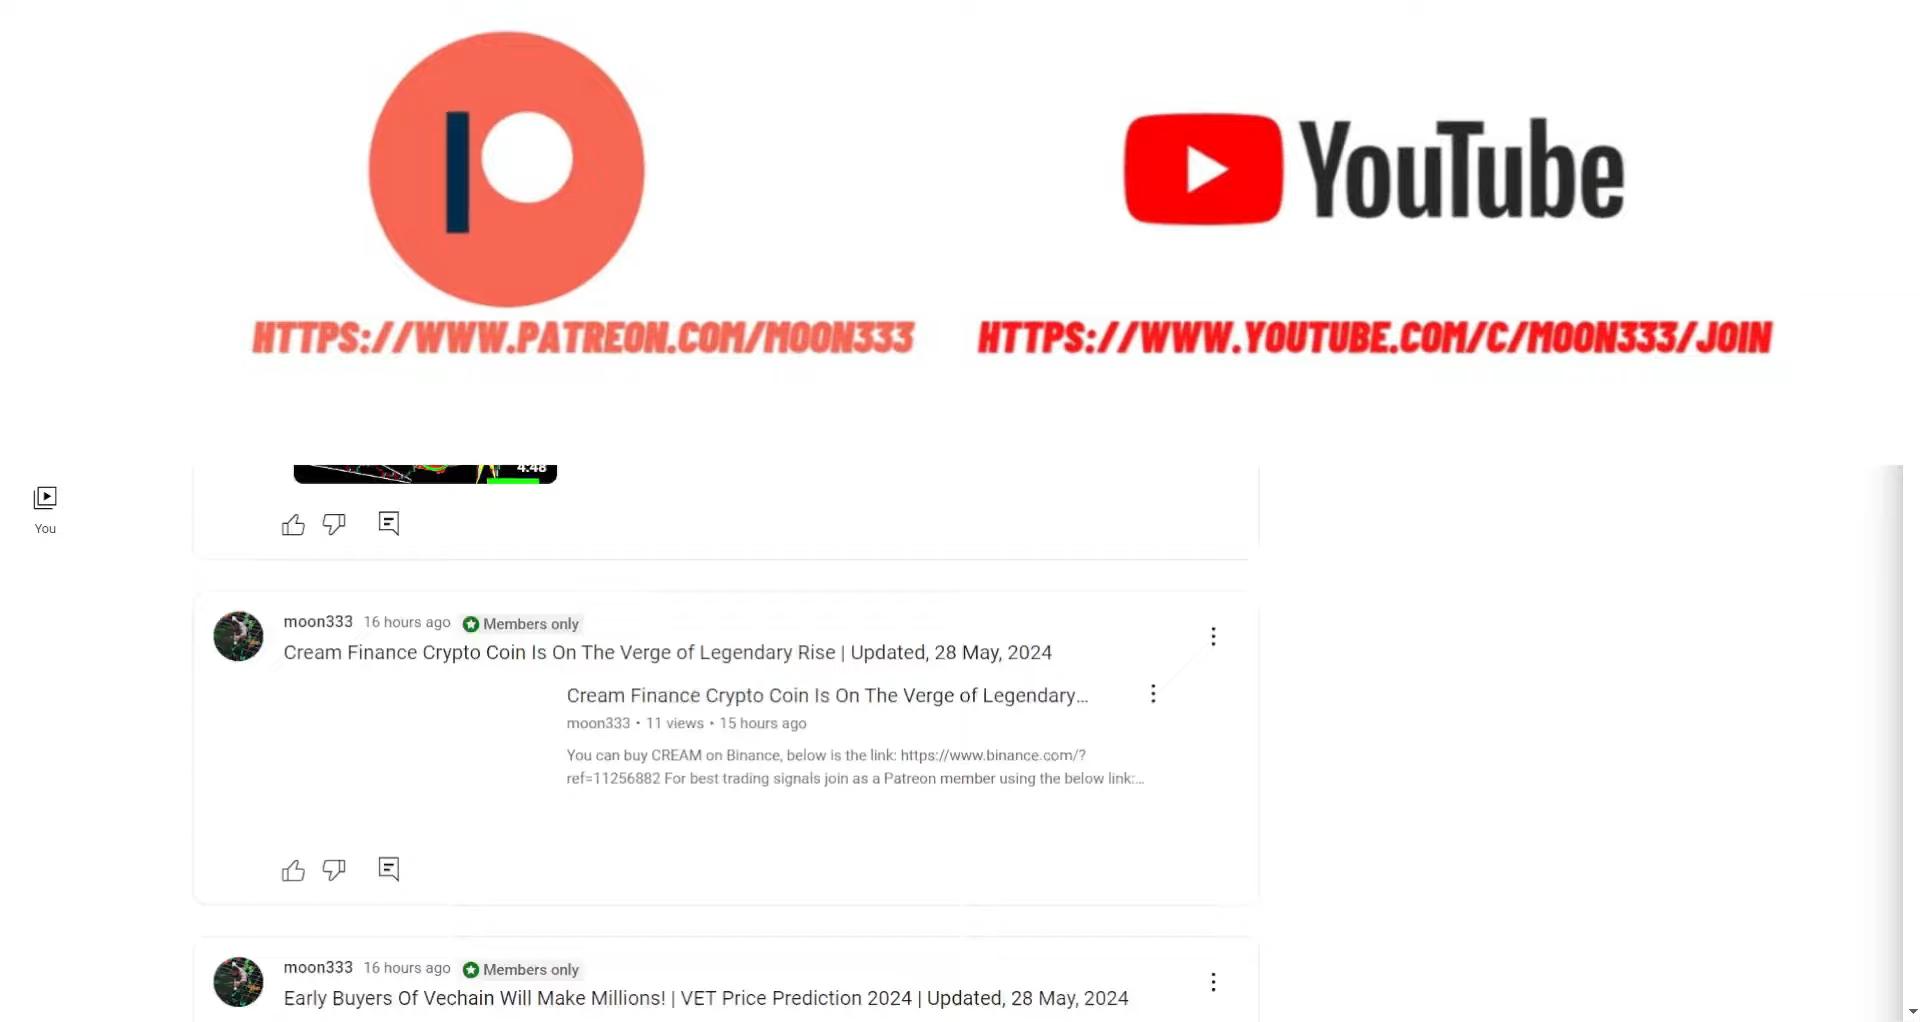 YouTube
HTTPS://WWW.PATREON.COM/MOON333
HTTPS://WWW.YOUTUBE.COM/C/MOON333/JOIN
4:48
You
moon333 16 hours ago Members only
Cream Finance Crypto Coin Is On The Verge of Legendary Rise | Updated, 28 May, 2024
Cream Finance Crypto Coin Is On The Verge of Legendary...
moon333 • 11 views • 15 hours ago
You can buy CREAM on Binance, below is the link: https://www.binance.com/?
ref=11256882 For best trading signals join as a Patreon member using the below link:...
moon333 16 hours ago Members only
Early Buyers Of Vechain Will Make Millions! | VET Price Prediction 2024 | Updated, 28 May, 2024